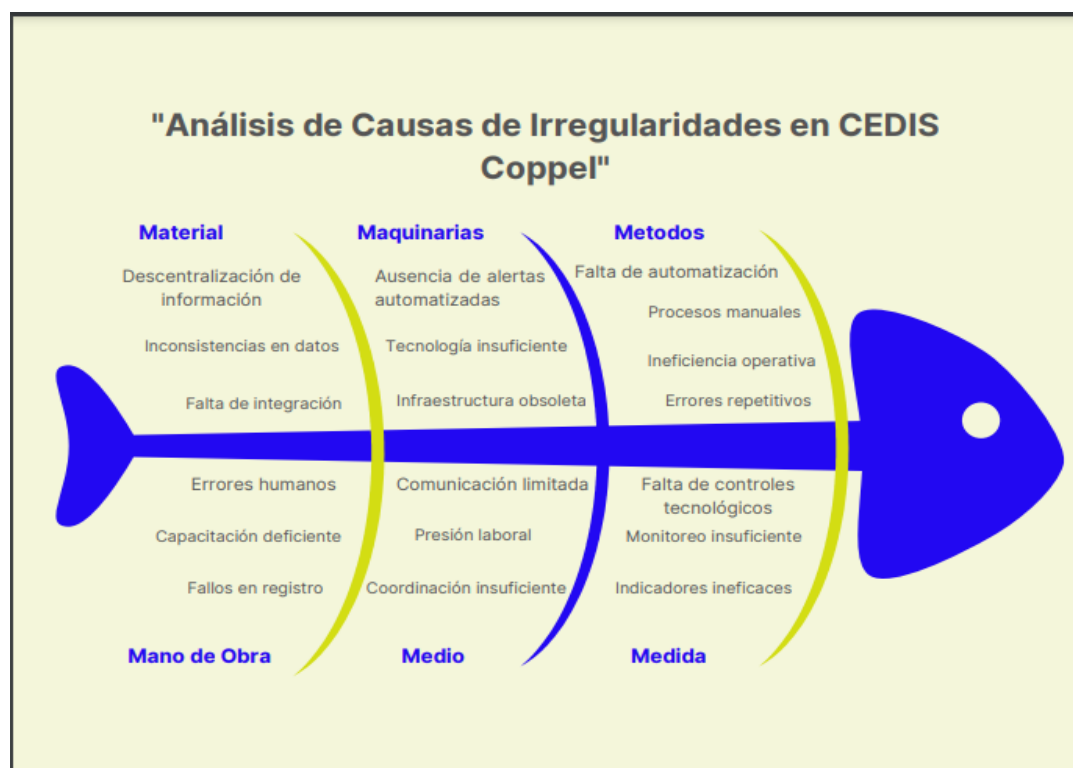 "Análisis de Causas de Irregularidades en CEDIS
Coppel"
Material
Descentralización de
información
Inconsistencias en datos
Falta de integración
Maquinarias
Ausencia de alertas
automatizadas
Tecnología insuficiente
Infraestructura obsoleta
Metodos
Falta de automatización
Procesos manuales
Ineficiencia operativa
Errores repetitivos
Errores humanos
Capacitación deficiente
Fallos en registro
Mano de Obra
Comunicación limitada
Presión laboral
Coordinación insuficiente
Medio
Falta de controles
tecnológicos
Monitoreo insuficiente
Indicadores ineficaces
Medida